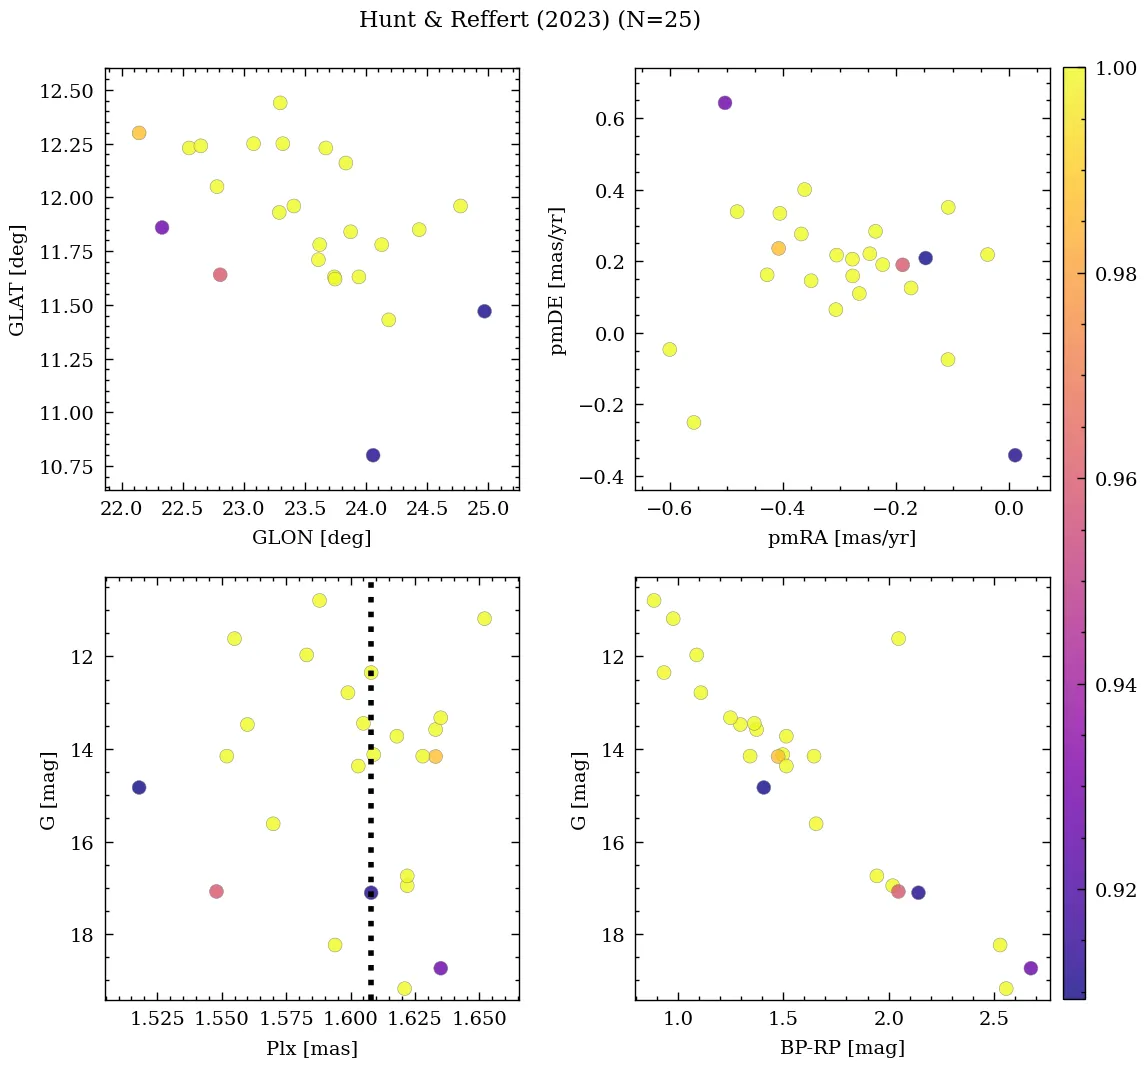 Hunt & Reffert (2023) (N=25)
12.50
12.25
12.00
11.75
11.50
11.25
11.00
10.75
GLAT [deg]
22.0 22.5 23.0 23.5 24.0 24.5 25.0
GLON [deg]
0.6
0.4
0.2
0.0
−0.2
−0.4
pmDE [mas/yr]
−0.6 −0.4 −0.2 0.0
pmRA [mas/yr]
12
14
16
18
G [mag]
1.525 1.550 1.575 1.600 1.625 1.650
Plx [mas]
12
14
16
18
G [mag]
1.0 1.5 2.0 2.5
BP-RP [mag]
1.00
0.98
0.96
0.94
0.92